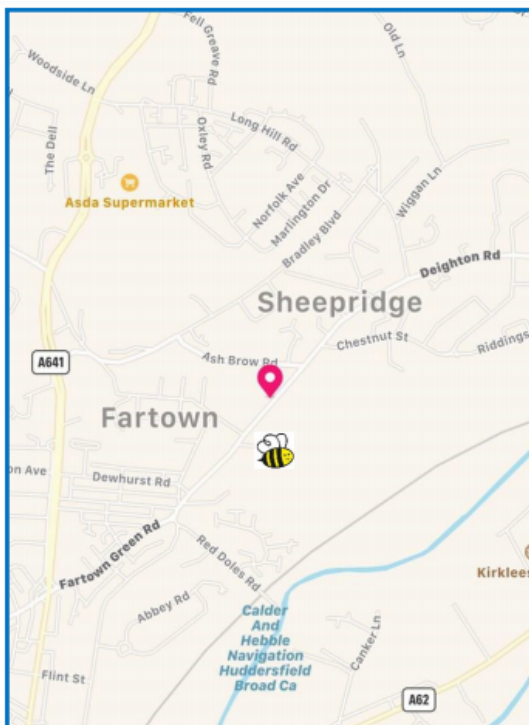 Fell Greave Rd
Woodside Ln
Old Ln
The Dell
Oxley Rd
Long Hill Rd
Asda Supermarket
Norfolk Ave
Marlington Dr
Bradley Blvd
Wiggan Ln
Deighton Rd
Sheepridge
Chestnut St
Riddings
Ash Brow Rd
A641
Fartown
on Ave
Dewhurst Rd
Fartown Green Rd
Red Doles Rd
Kirklees
Abbey Rd
Calder
And
Hebble
Navigation
Huddersfield
Broad Ca
Canker Ln
Flint St
A62